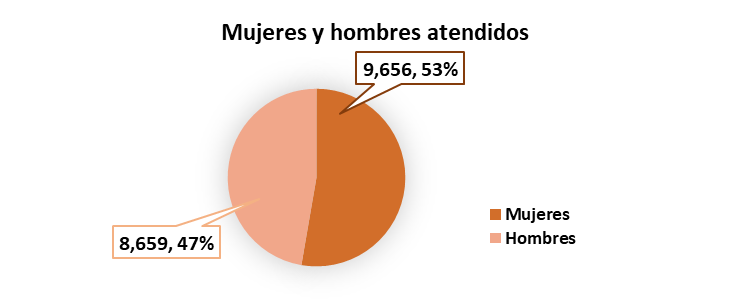 Mujeres y hombres atendidos
9,656, 53%
8,659, 47%
Mujeres
Hombres